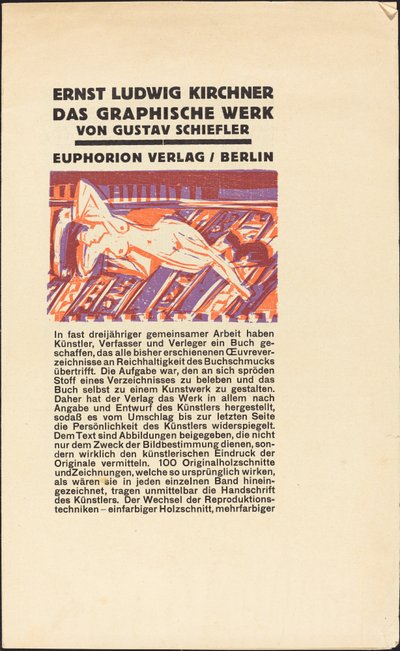 ERNST LUDWIG KIRCHNER
DAS GRAPHISCHE WERK
VON GUSTAV SCHIEFLER
EUPHORION VERLAG / BERLIN
In fast dreijähriger gemeinsamer Arbeit haben
Künstler, Verfasser und Verleger ein Buch ge-
schaffen, das alle bisher erschienenen Œuvrever-
zeichnisse an Reichhaltigkeit des Buchschmucks
übertrifft. Die Aufgabe war, den an sich spröden
Stoff eines Verzeichnisses zu beleben und das
Buch selbst zu einem Kunstwerk zu gestalten.
Daher hat der Verlag das Werk in allem nach
Angabe und Entwurf des Künstlers hergestellt,
sodaß es vom Umschlag bis zur letzten Seite
die Persönlichkeit des Künstlers widerspiegelt.
Dem Text sind Abbildungen beigegeben, die nicht
nur dem Zweck der Bildbestimmung dienen, son-
dern wirklich den künstlerischen Eindruck der
Originale vermitteln. 100 Originalholzschnitte
und Zeichnungen, welche so ursprünglich wirken,
als wären sie in jeden einzelnen Band hinein-
gezeichnet, tragen unmittelbar die Handschrift
des Künstlers. Der Wechsel der Reproduktions-
techniken – einfarbiger Holzschnitt, mehrfarbiger